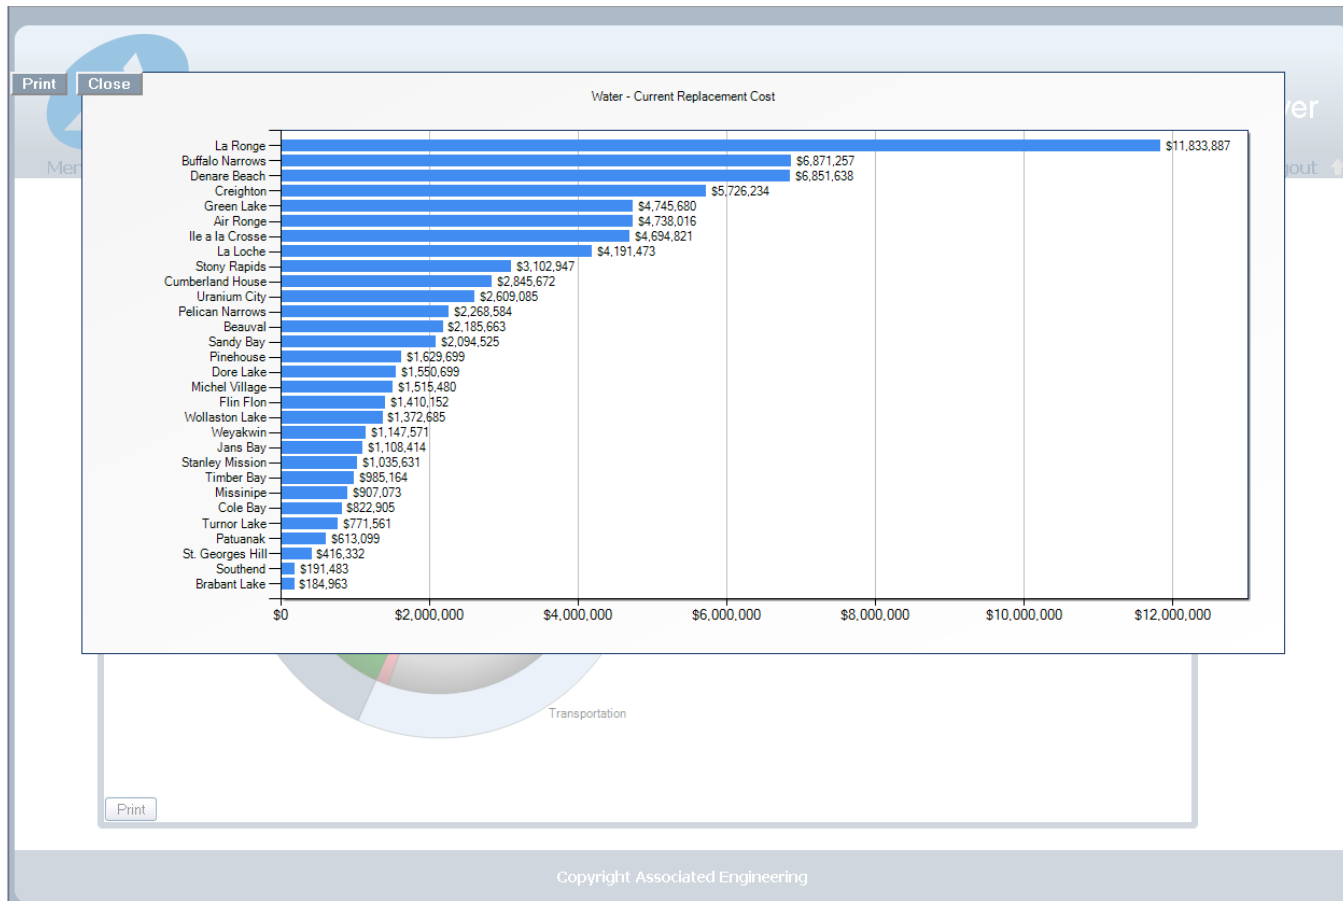 Print Close
Water - Current Replacement Cost
La Ronge $11,833,887
Buffalo Narrows $6,871,257
Denare Beach $6,851,638
Creighton $5,726,234
Green Lake $4,745,680
Air Ronge $4,738,016
Ile a la Crosse $4,694,821
La Loche $4,191,473
Stony Rapids $3,102,947
Cumberland House $2,845,672
Uranium City $2,609,085
Pelican Narrows $2,268,584
Beauval $2,185,663
Sandy Bay $2,094,525
Pinehouse $1,629,699
Dore Lake $1,550,699
Michel Village $1,515,480
Flin Flon $1,410,152
Wollaston Lake $1,372,685
Weyakwin $1,147,571
Jans Bay $1,108,414
Stanley Mission $1,035,631
Timber Bay $985,164
Missinipe $907,073
Cole Bay $822,905
Turnor Lake $771,561
Patuanak $613,099
St. Georges Hill $416,332
Southend $191,483
Brabant Lake $184,963
$0 $2,000,000 $4,000,000 $6,000,000 $8,000,000 $10,000,000 $12,000,000
Transportation
Print
Copyright Associated Engineering